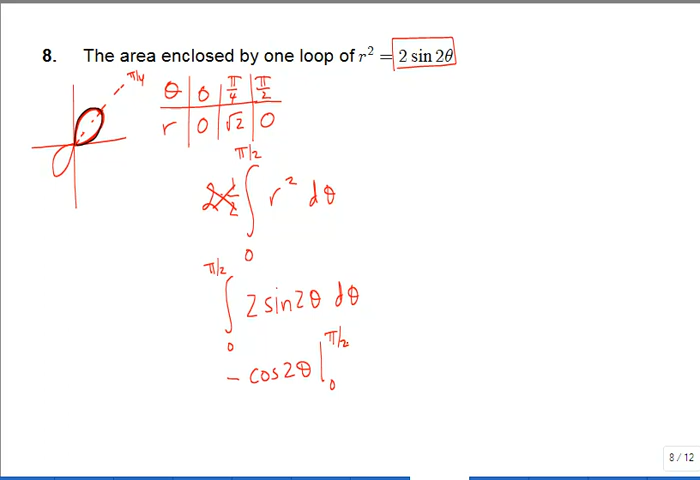 8. The area enclosed by one loop of r² = 2 sin 2θ
π/4
θ | 0 | π/4 | π/2
r | 0 | √2 | 0
2 × 1/2 ∫₀^{π/2} r² dθ
∫₀^{π/2} 2 sin 2θ dθ
− cos 2θ |₀^{π/2}
8 / 12